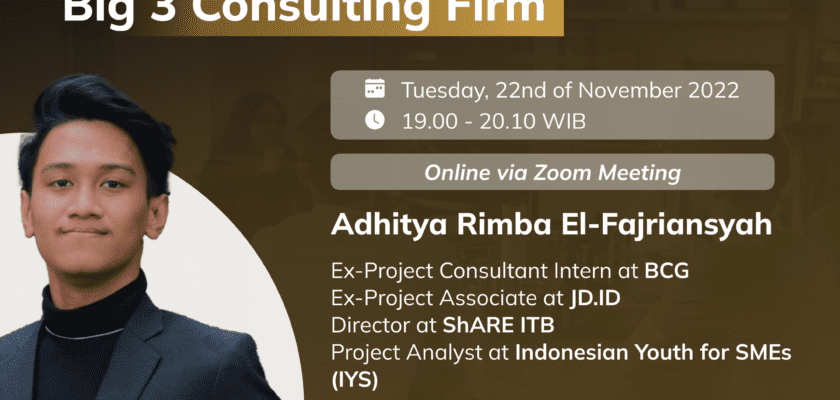 Big 3 Consulting Firm
Tuesday, 22nd of November 2022
19.00 - 20.10 WIB
Online via Zoom Meeting
Adhitya Rimba El-Fajriansyah
Ex-Project Consultant Intern at BCG
Ex-Project Associate at JD.ID
Director at ShARE ITB
Project Analyst at Indonesian Youth for SMEs
(IYS)